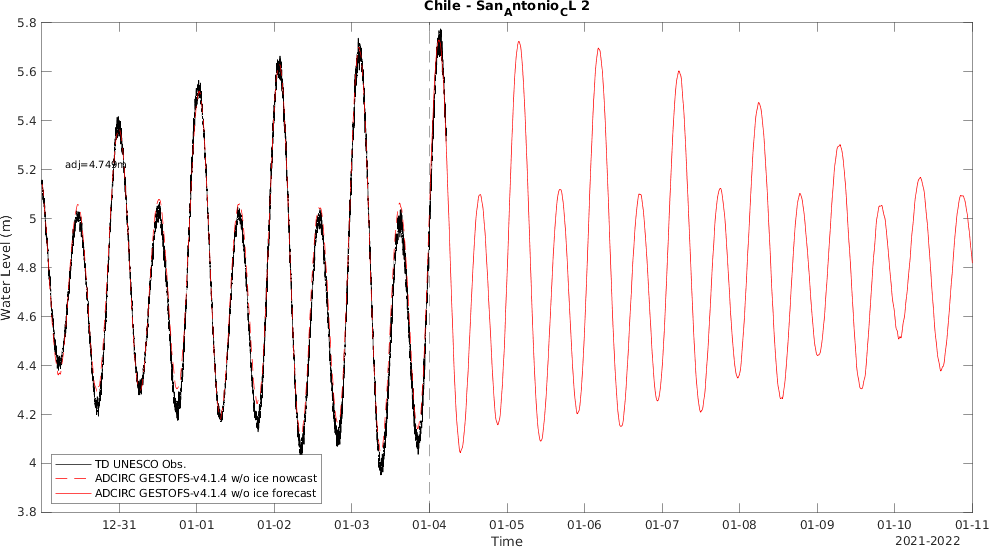 Chile - San_Antonio_CL 2
5.8
5.6
5.4
5.2
5
4.8
4.6
4.4
4.2
4
3.8
Water Level (m)
adj=4.749m
TD UNESCO Obs.
ADCIRC GESTOFS-v4.1.4 w/o ice nowcast
ADCIRC GESTOFS-v4.1.4 w/o ice forecast
12-31 01-01 01-02 01-03 01-04 01-05 01-06 01-07 01-08 01-09 01-10 01-11
Time
2021-2022